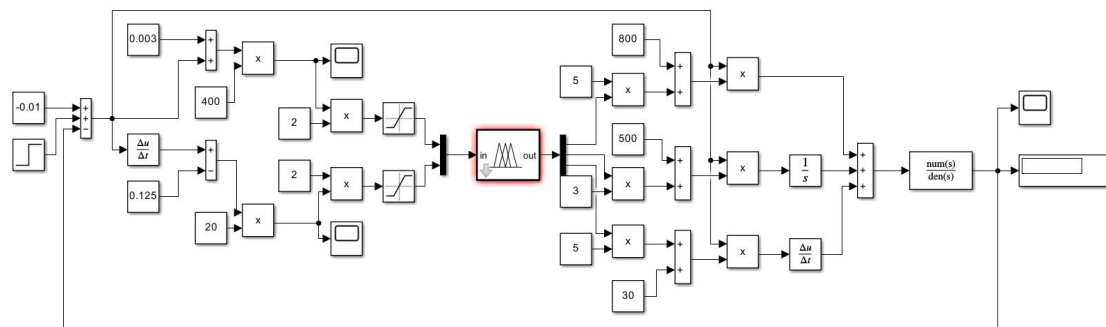 0.003
+
+
x
400
-0.01
+
+
−
Δu
Δt
+
−
0.125
20
x
2
x
2
x
in
out
800
+
+
x
5
x
500
+
+
x
3
x
1
s
5
x
+
+
x
30
Δu
Δt
+
+
+
num(s)
den(s)